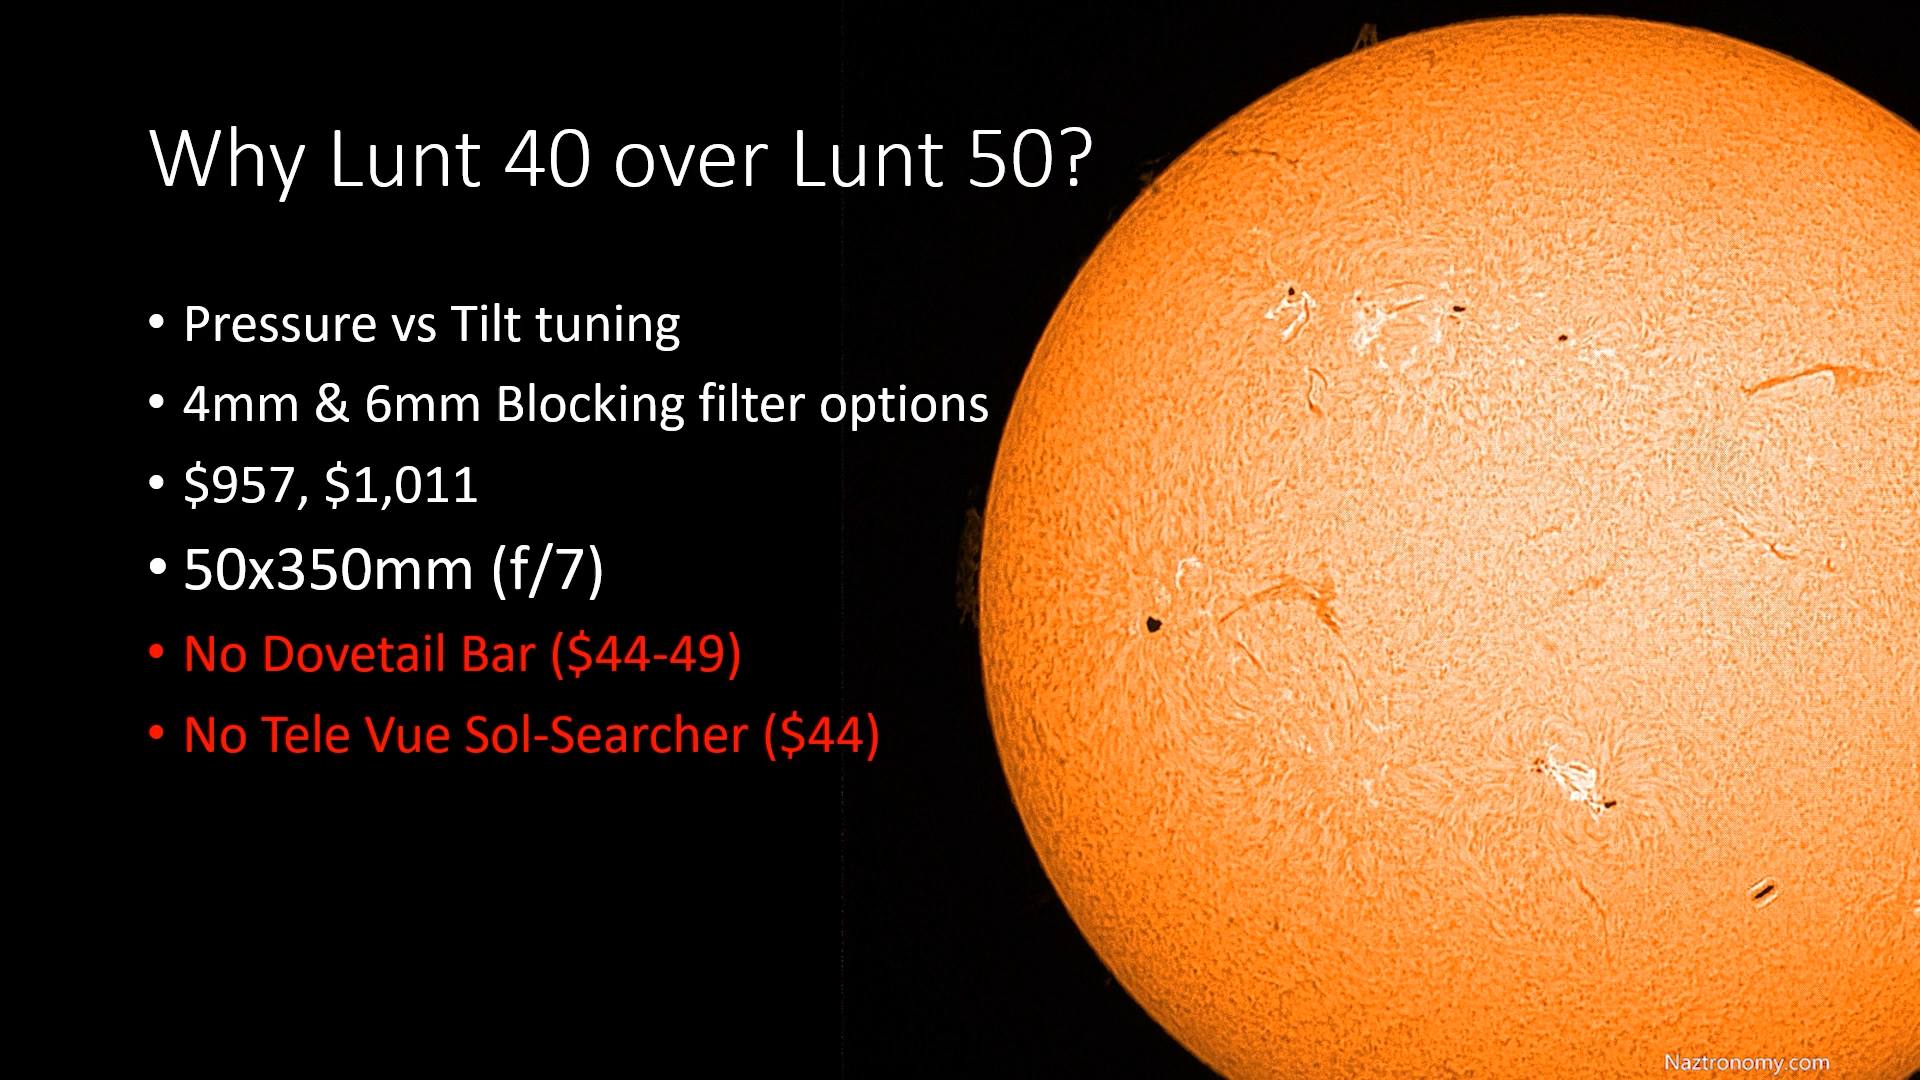 Why Lunt 40 over Lunt 50?
• Pressure vs Tilt tuning
• 4mm & 6mm Blocking filter options
• $957, $1,011
• 50x350mm (f/7)
• No Dovetail Bar ($44-49)
• No Tele Vue Sol-Searcher ($44)
Naztronomy.com